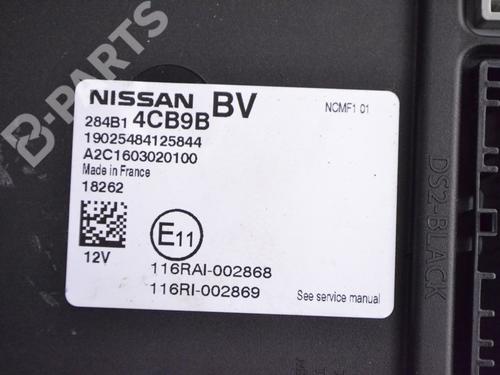 B-PARTS
NISSAN BV
NCMF1 01
284B1 4CB9B
19025484125844
A2C1603020100
Made in France
18262
E11
12V
116RAI-002868
116RI-002869
See service manual
DS2-BLACK